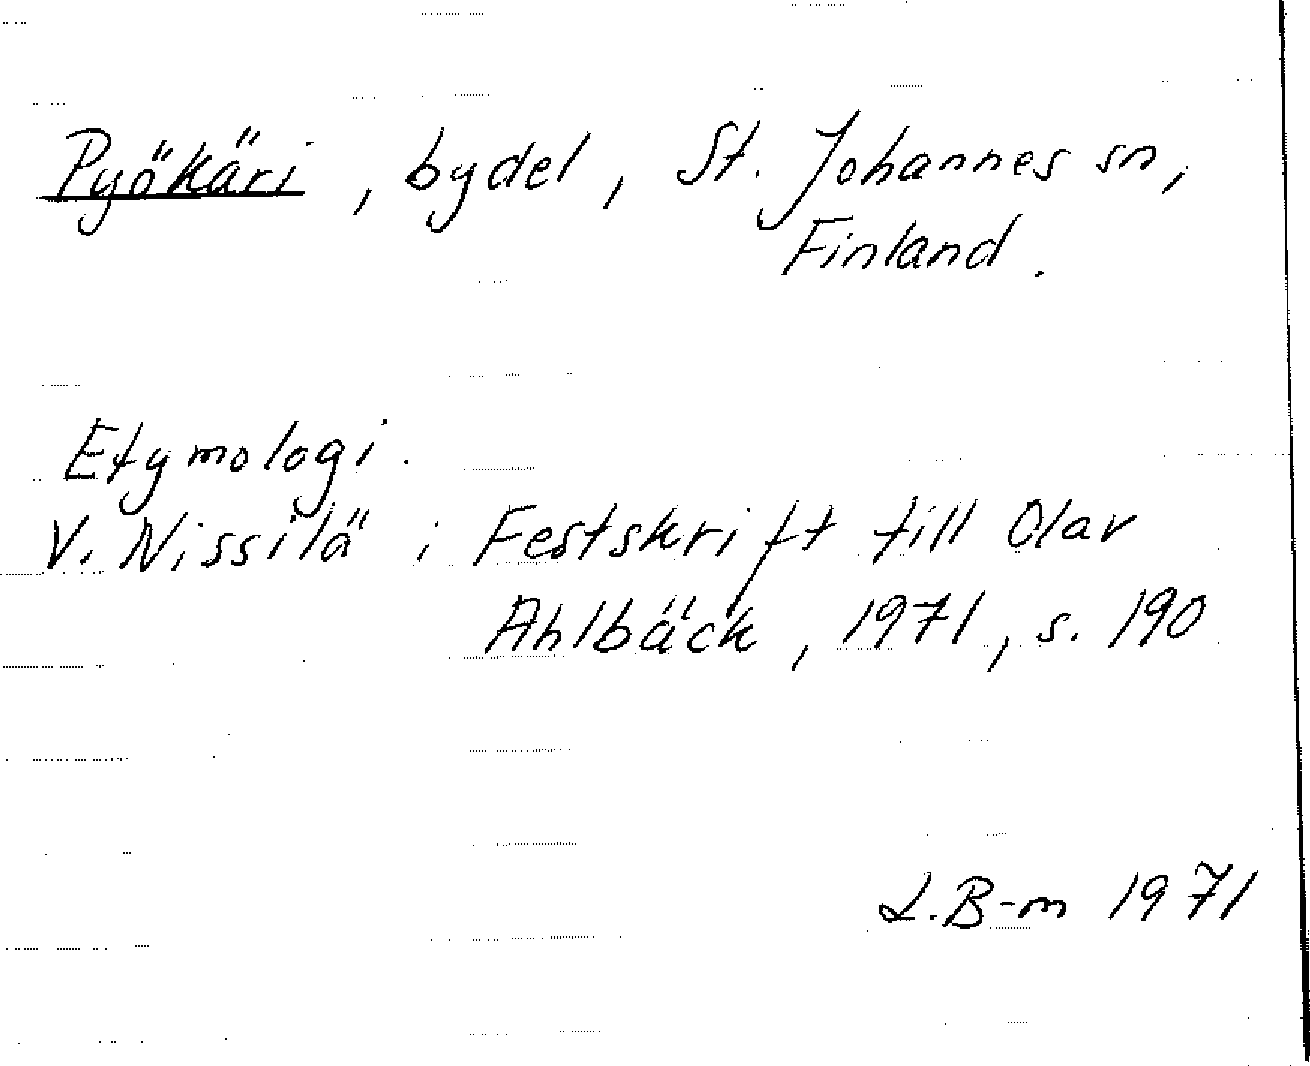 Pyökäri, bydel, St. Johannes sn,
Finland.
Etymologi.
V. Nissilä i Festskrift till Olav
Ahlbäck, 1971, s. 190
L.B-m 1971